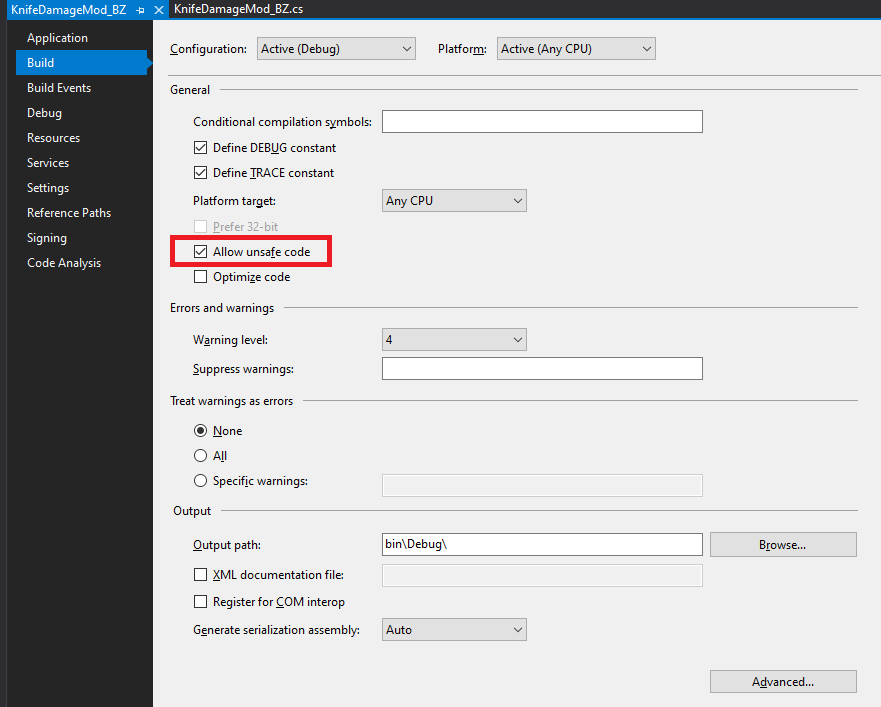 KnifeDamageMod_BZ
KnifeDamageMod_BZ.cs
Application
Build
Build Events
Debug
Resources
Services
Settings
Reference Paths
Signing
Code Analysis
Configuration: Active (Debug) Platform: Active (Any CPU)
General
Conditional compilation symbols:
Define DEBUG constant
Define TRACE constant
Platform target: Any CPU
Prefer 32-bit
Allow unsafe code
Optimize code
Errors and warnings
Warning level: 4
Suppress warnings:
Treat warnings as errors
None
All
Specific warnings:
Output
Output path: bin\Debug\ Browse...
XML documentation file:
Register for COM interop
Generate serialization assembly: Auto
Advanced...